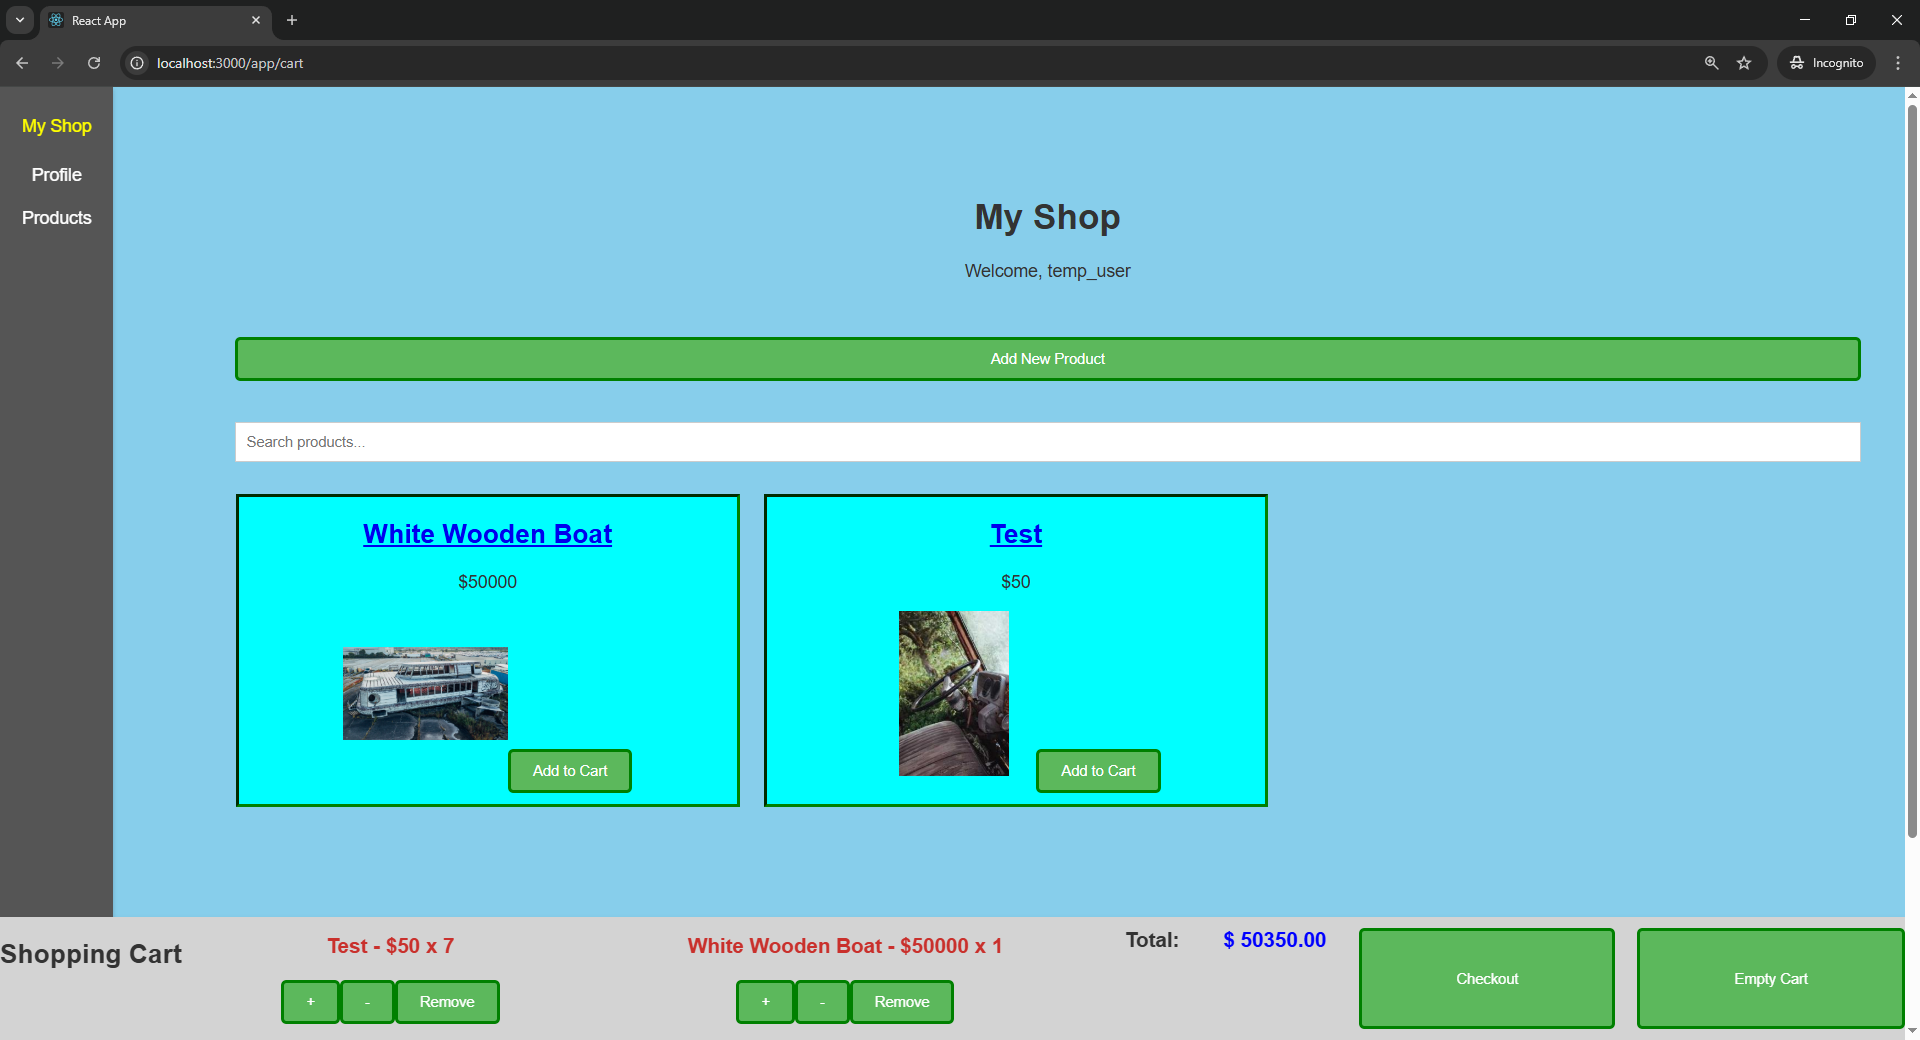 React App
localhost:3000/app/cart
Incognito
My Shop
Profile
Products
My Shop
Welcome, temp_user
Add New Product
Search products...
White Wooden Boat
$50000
Add to Cart
Test
$50
Add to Cart
Shopping Cart
Test - $50 x 7
+ - Remove
White Wooden Boat - $50000 x 1
+ - Remove
Total: $ 50350.00
Checkout
Empty Cart